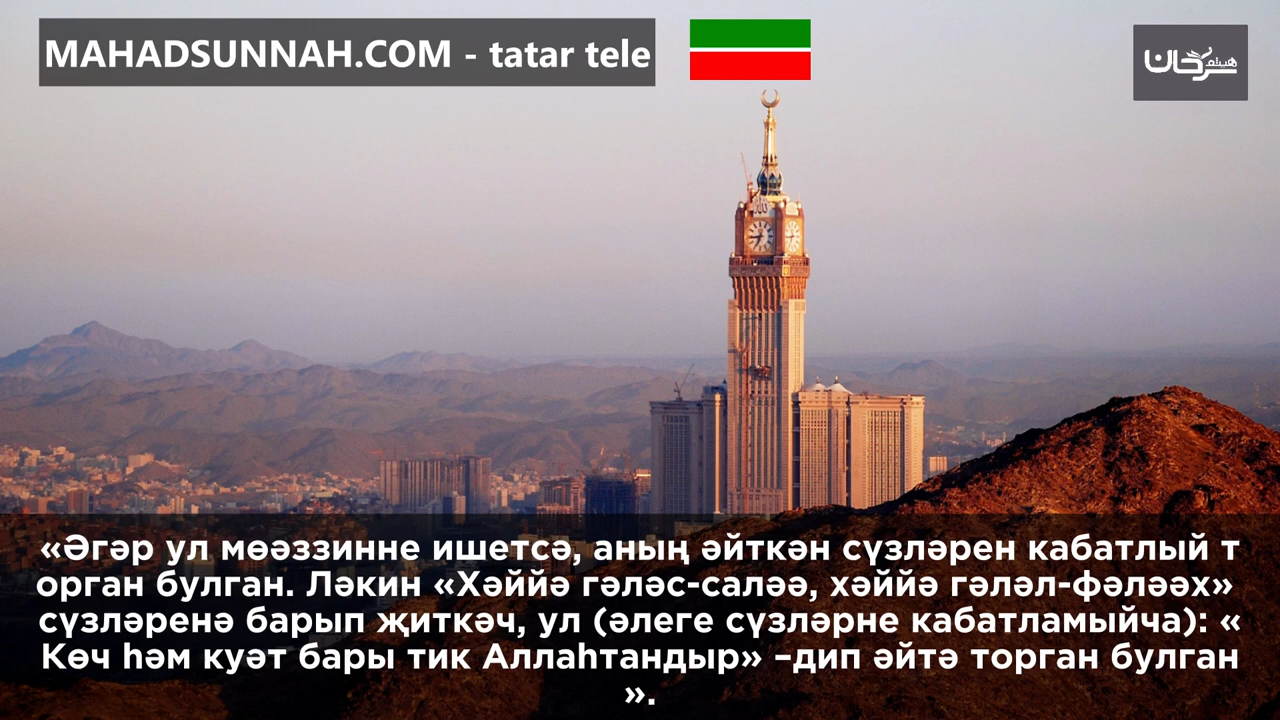 MAHADSUNNAH.COM - tatar tele
هيثم
سرحان
«Әгәр ул мөәззинне ишетсә, аның әйткән сүзләрен кабатлый т
орган булган. Ләкин «Хәййә гәләс-саләә, хәййә гәләл-фәләәх»
сүзләренә барып җиткәч, ул (әлеге сүзләрне кабатламыйча): «
Көч һәм куәт бары тик Аллаһтандыр» –дип әйтә торган булган
».